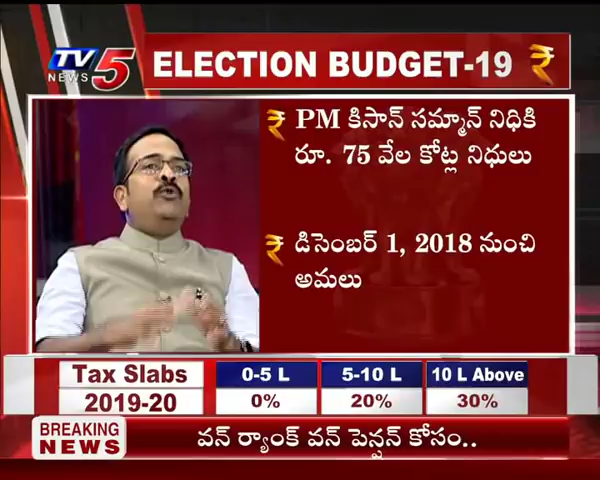 TV5
NEWS
ELECTION BUDGET-19
PM కిసాన్ సమ్మాన్ నిధికి
రూ. 75 వేల కోట్ల నిధులు
డిసెంబర్ 1, 2018 నుంచి
అమలు
Tax Slabs 0-5 L 5-10 L 10 L Above
2019-20 0% 20% 30%
BREAKING
NEWS
వన్ ర్యాంక్ వన్ పెన్షన్ కోసం..